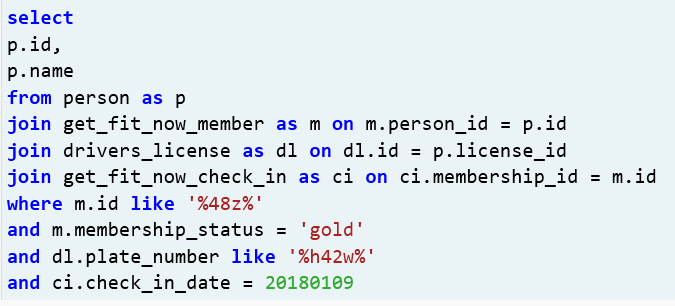 select
p.id,
p.name
from person as p
join get_fit_now_member as m on m.person_id = p.id
join drivers_license as dl on dl.id = p.license_id
join get_fit_now_check_in as ci on ci.membership_id = m.id
where m.id like '%48z%'
and m.membership_status = 'gold'
and dl.plate_number like '%h42w%'
and ci.check_in_date = 20180109